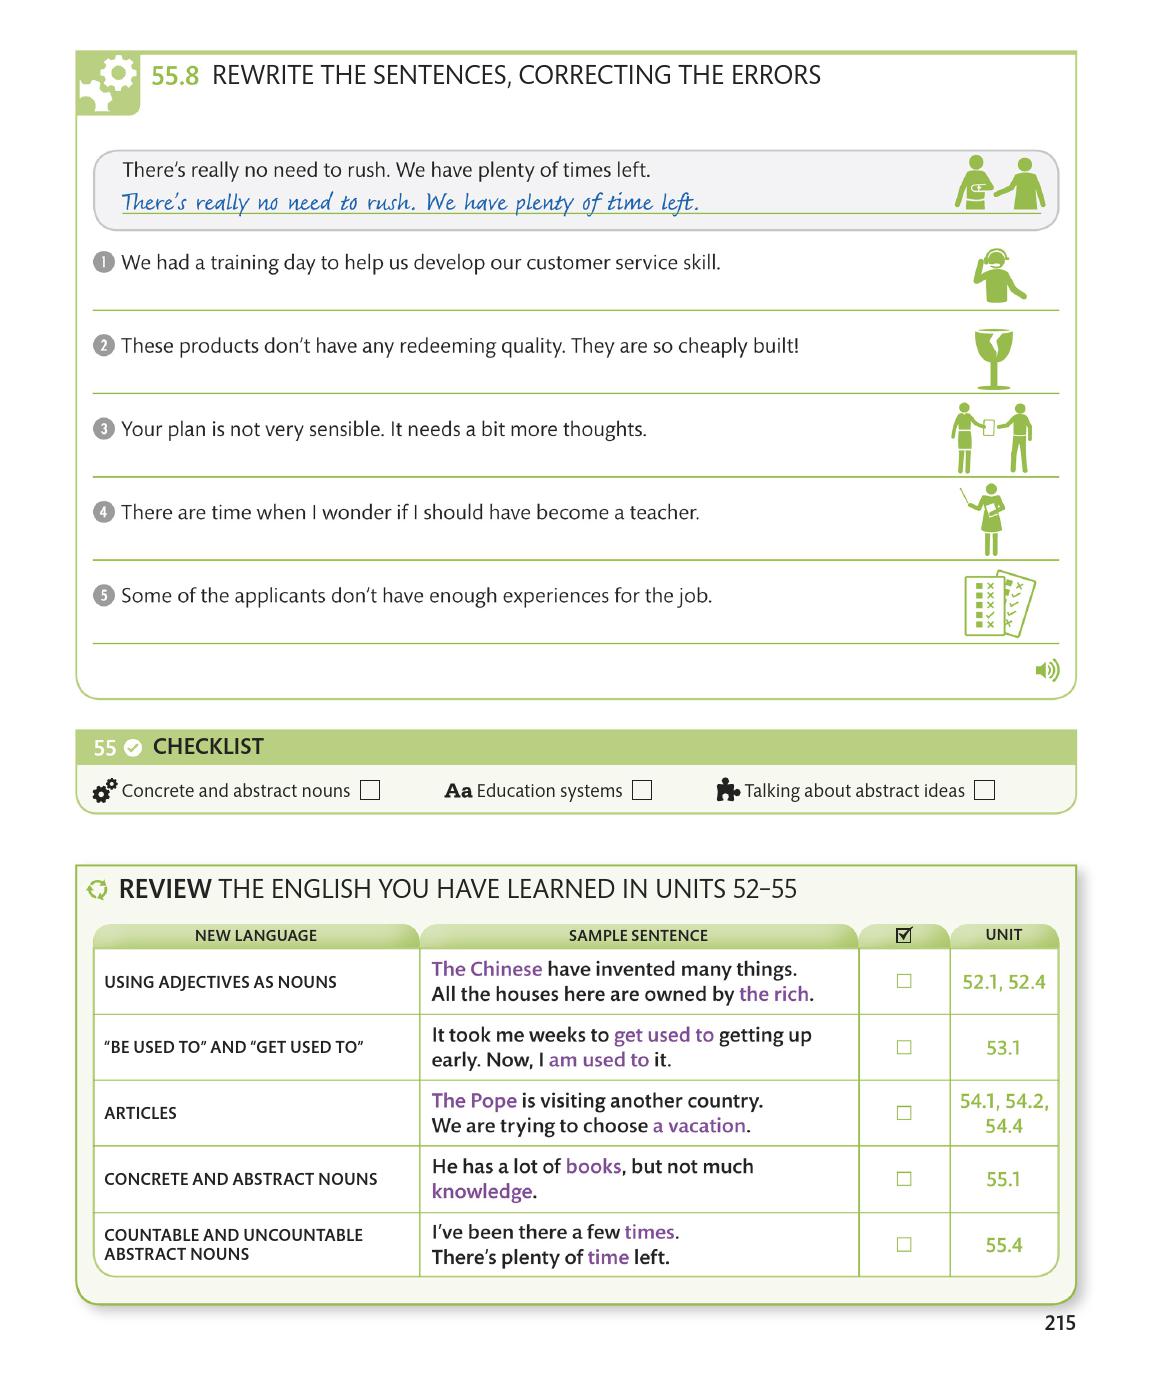 55.8 REWRITE THE SENTENCES, CORRECTING THE ERRORS
There's really no need to rush. We have plenty of times left.
There's really no need to rush. We have plenty of time left.
1 We had a training day to help us develop our customer service skill.
2 These products don't have any redeeming quality. They are so cheaply built!
3 Your plan is not very sensible. It needs a bit more thoughts.
4 There are time when I wonder if I should have become a teacher.
5 Some of the applicants don't have enough experiences for the job.
55 CHECKLIST
Concrete and abstract nouns Aa Education systems Talking about abstract ideas
REVIEW THE ENGLISH YOU HAVE LEARNED IN UNITS 52–55
NEW LANGUAGE SAMPLE SENTENCE UNIT
USING ADJECTIVES AS NOUNS
The Chinese have invented many things.
All the houses here are owned by the rich.
52.1, 52.4
"BE USED TO" AND "GET USED TO"
It took me weeks to get used to getting up
early. Now, I am used to it.
53.1
ARTICLES
The Pope is visiting another country.
We are trying to choose a vacation.
54.1, 54.2,
54.4
CONCRETE AND ABSTRACT NOUNS
He has a lot of books, but not much
knowledge.
55.1
COUNTABLE AND UNCOUNTABLE
ABSTRACT NOUNS
I've been there a few times.
There's plenty of time left.
55.4
215